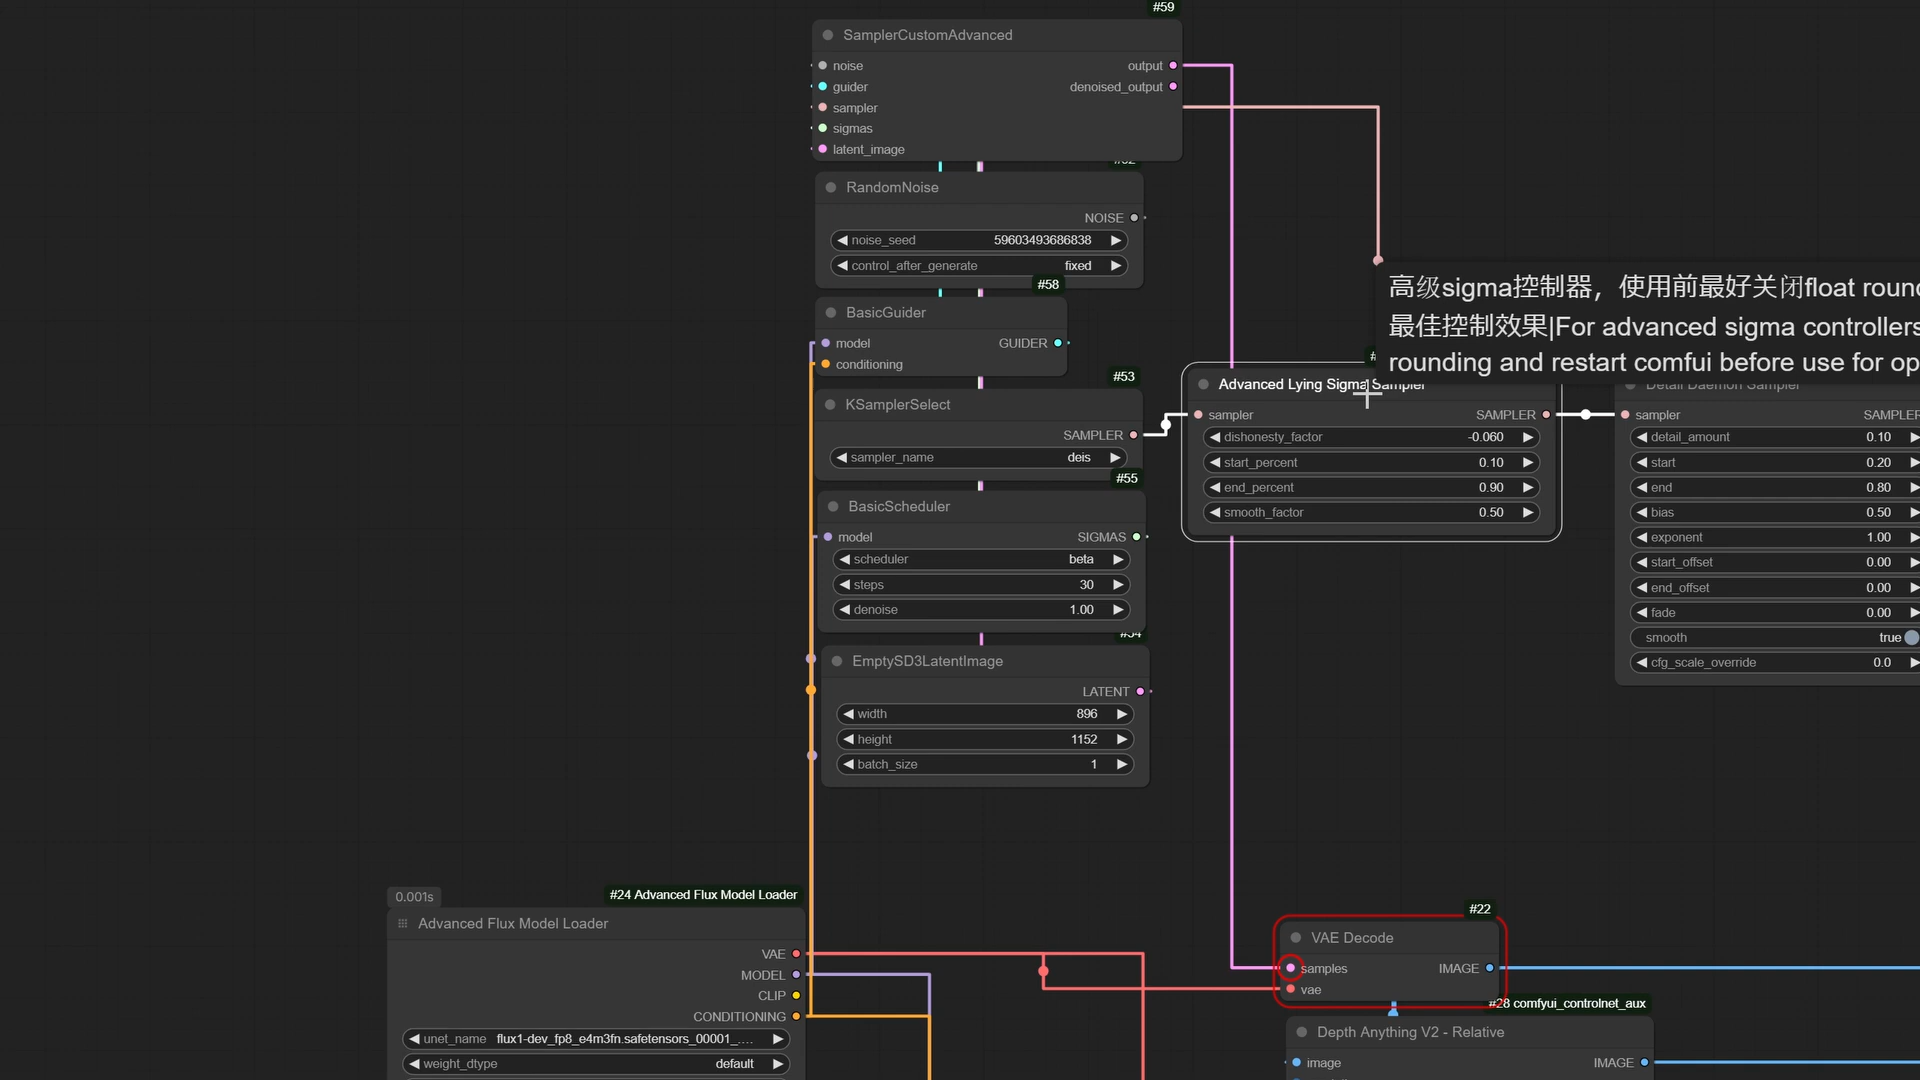 #59
SamplerCustomAdvanced
noise
output
guider
denoised_output
sampler
sigmas
latent_image
RandomNoise
NOISE
noise_seed 59603493686838
control_after_generate fixed
#58
BasicGuider
model
GUIDER
conditioning
#53
KSamplerSelect
SAMPLER
sampler_name deis
#55
BasicScheduler
model
SIGMAS
scheduler beta
steps 30
denoise 1.00
EmptySD3LatentImage
LATENT
width 896
height 1152
batch_size 1
高级sigma控制器，使用前最好关闭float
最佳控制效果|For advanced sigma controllers
rounding and restart comfui before use for
Advanced Lying Sigma Sampler
sampler
SAMPLER
dishonesty_factor -0.060
start_percent 0.10
end_percent 0.90
smooth_factor 0.50
Detail Daemon Sampler
sampler
SAMPLER
detail_amount 0.10
start 0.20
end 0.80
bias 0.50
exponent 1.00
start_offset 0.00
end_offset 0.00
fade 0.00
smooth true
cfg_scale_override 0.0
0.001s
#24 Advanced Flux Model Loader
Advanced Flux Model Loader
VAE
MODEL
CLIP
CONDITIONING
unet_name flux1-dev_fp8_e4m3fn.safetensors_00001_....
weight_dtype default
#22
VAE Decode
samples
IMAGE
vae
#28 comfyui_controlnet_aux
Depth Anything V2 - Relative
image
IMAGE